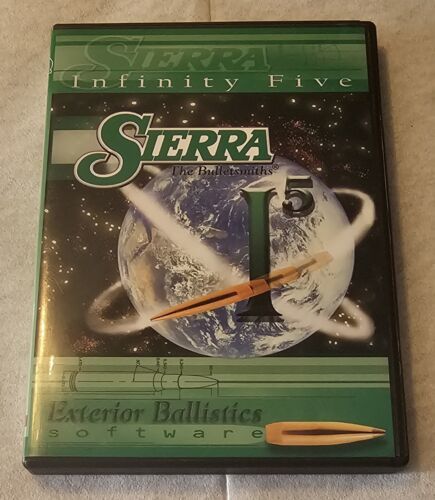 SIERRA
Infinity Five
SIERRA
The Bulletsmiths®
I5
Exterior Ballistics
software